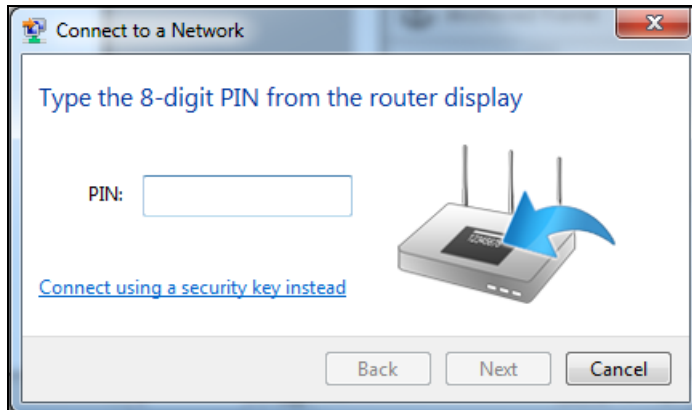 Connect to a Network
Type the 8-digit PIN from the router display
PIN:
12345670
Connect using a security key instead
Back
Next
Cancel